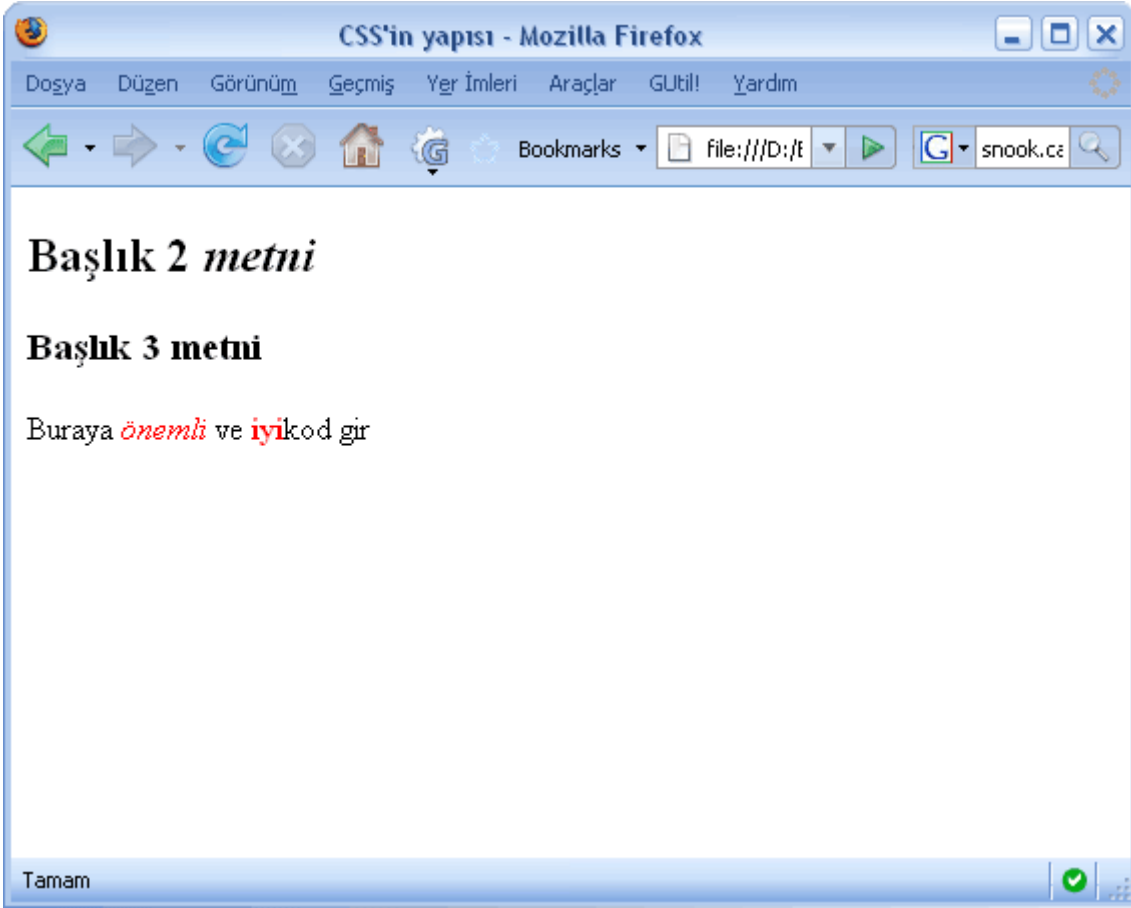 CSS'in yapısı - Mozilla Firefox
Dosya Düzen Görünüm Geçmiş Yer İmleri Araçlar GUtil! Yardım
G Bookmarks file:///D:/ G snook.ca
Başlık 2 metni
Başlık 3 metni
Buraya önemli ve iyikod gir
Tamam